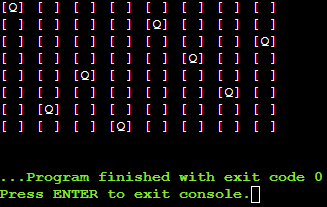 [Q] [ ] [ ] [ ] [ ] [ ] [ ] [ ]
[ ] [ ] [ ] [ ] [Q] [ ] [ ] [ ]
[ ] [ ] [ ] [ ] [ ] [ ] [ ] [Q]
[ ] [ ] [ ] [ ] [ ] [Q] [ ] [ ]
[ ] [ ] [Q] [ ] [ ] [ ] [ ] [ ]
[ ] [ ] [ ] [ ] [ ] [ ] [Q] [ ]
[ ] [Q] [ ] [ ] [ ] [ ] [ ] [ ]
[ ] [ ] [ ] [Q] [ ] [ ] [ ] [ ]
...Program finished with exit code 0
Press ENTER to exit console.